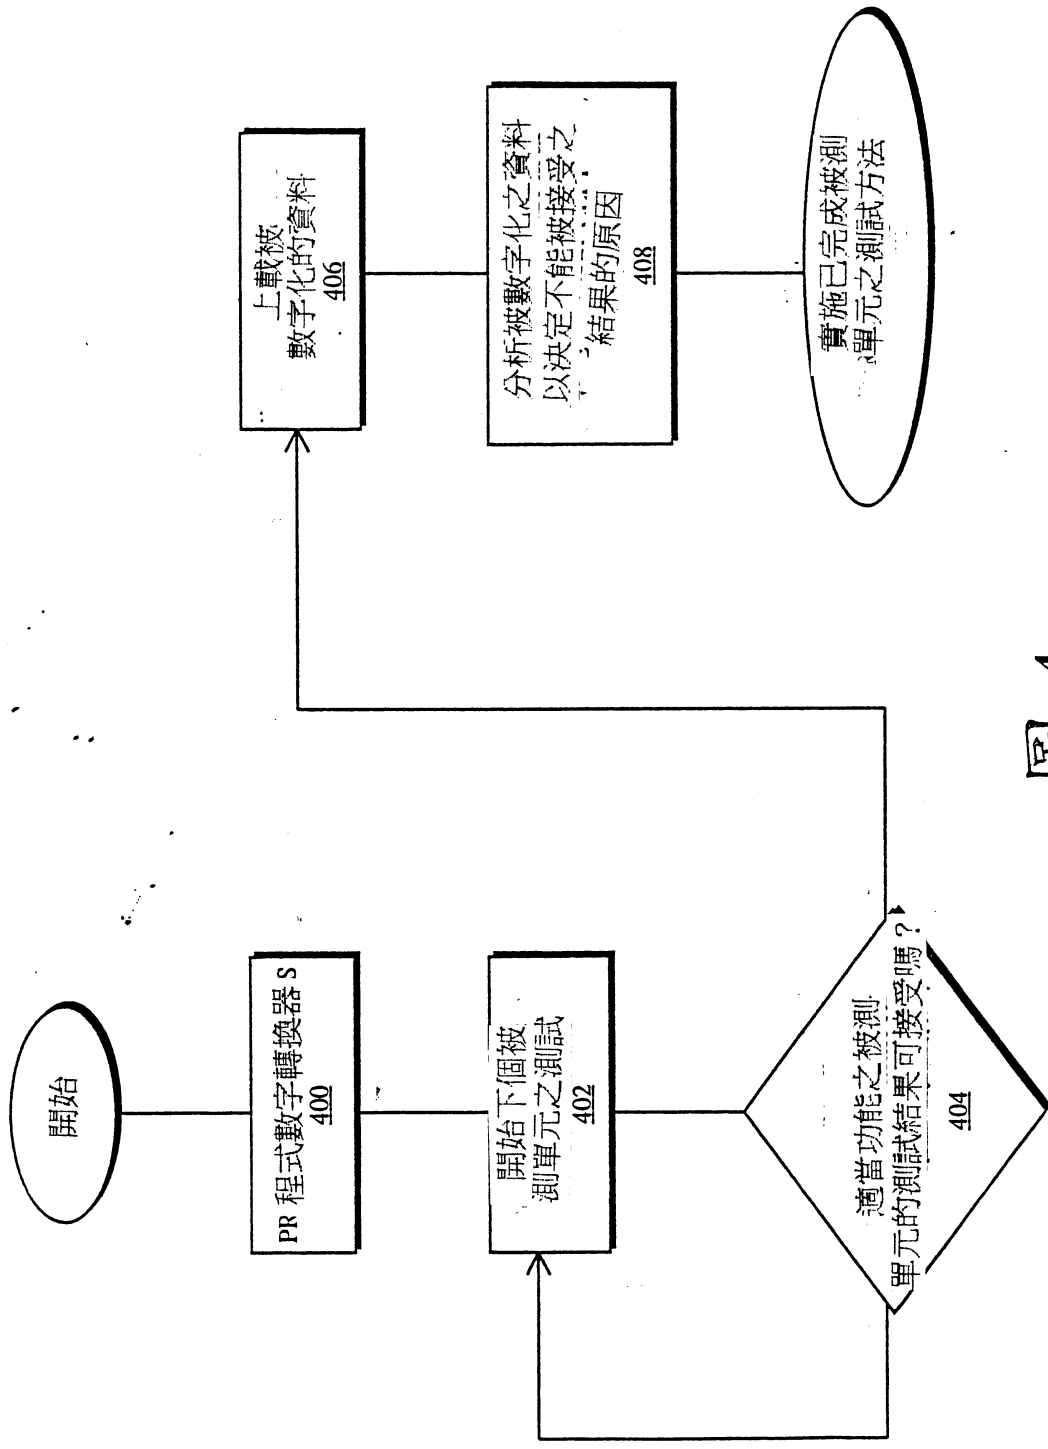 開始
PR 程式數字轉換器 S
400
開始下個被
測單元之測試
402
適當功能之被測
單元的測試結果可接受嗎？
404
上載被
數字化的資料
406
分析被數字化之資料
以決定不能被接受之
結果的原因
408
實施已完成被測
單元之測試方法
圖